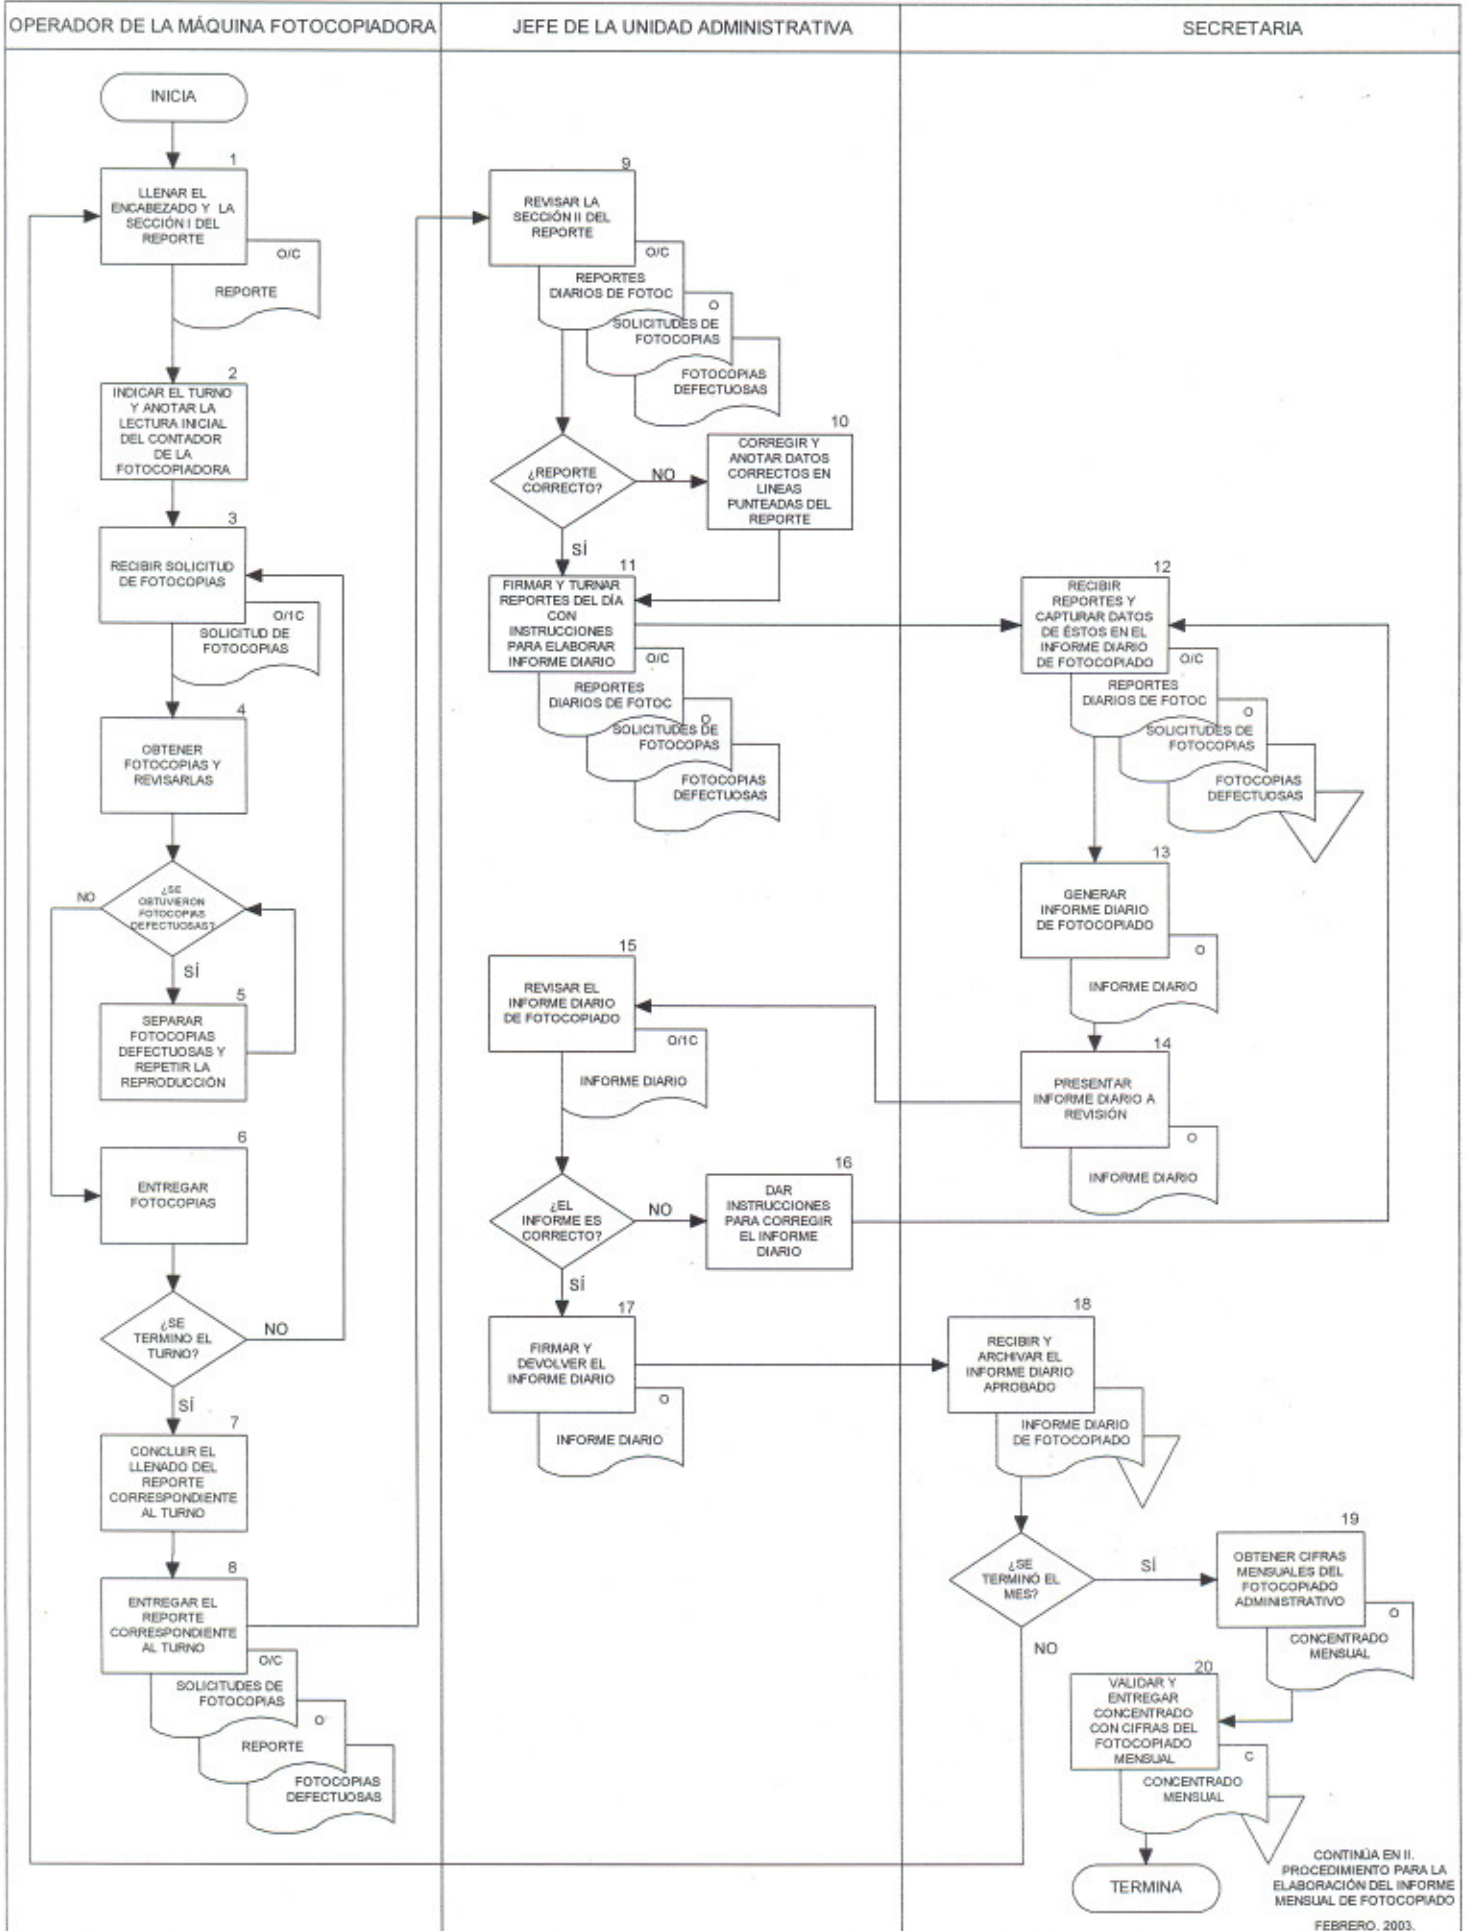 OPERADOR DE LA MÁQUINA FOTOCOPIADORA
JEFE DE LA UNIDAD ADMINISTRATIVA
SECRETARIA
INICIA
1
LLENAR EL
ENCABEZADO Y LA
SECCIÓN I DEL
REPORTE
O/C
REPORTE
2
INDICAR EL TURNO
Y ANOTAR LA
LECTURA INICIAL
DEL CONTADOR
DE LA
FOTOCOPIADORA
3
RECIBIR SOLICITUD
DE FOTOCOPIAS
O/1C
SOLICITUD DE
FOTOCOPIAS
4
OBTENER
FOTOCOPIAS Y
REVISARLAS
¿SE
OBTUVIERON
FOTOCOPIAS
DEFECTUOSAS?
NO
SÍ
5
SEPARAR
FOTOCOPIAS
DEFECTUOSAS Y
REPETIR LA
REPRODUCCIÓN
6
ENTREGAR
FOTOCOPIAS
¿SE
TERMINO EL
TURNO?
NO
SÍ
7
CONCLUIR EL
LLENADO DEL
REPORTE
CORRESPONDIENTE
AL TURNO
8
ENTREGAR EL
REPORTE
CORRESPONDIENTE
AL TURNO
O/C
SOLICITUDES DE
FOTOCOPIAS
O
REPORTE
FOTOCOPIAS
DEFECTUOSAS
9
REVISAR LA
SECCIÓN II DEL
REPORTE
O/C
REPORTES
DIARIOS DE FOTOC
O
SOLICITUDES DE
FOTOCOPIAS
FOTOCOPIAS
DEFECTUOSAS
¿REPORTE
CORRECTO?
NO
SÍ
10
CORREGIR Y
ANOTAR DATOS
CORRECTOS EN
LINEAS
PUNTEADAS DEL
REPORTE
11
FIRMAR Y TURNAR
REPORTES DEL DÍA
CON
INSTRUCCIONES
PARA ELABORAR
INFORME DIARIO
O/C
REPORTES
DIARIOS DE FOTOC
O
SOLICITUDES DE
FOTOCOPAS
FOTOCOPIAS
DEFECTUOSAS
12
RECIBIR
REPORTES Y
CAPTURAR DATOS
DE ÉSTOS EN EL
INFORME DIARIO
DE FOTOCOPIADO
O/C
REPORTES
DIARIOS DE FOTOC
O
SOLICITUDES DE
FOTOCOPIAS
FOTOCOPIAS
DEFECTUOSAS
13
GENERAR
INFORME DIARIO
DE FOTOCOPIADO
O
INFORME DIARIO
14
PRESENTAR
INFORME DIARIO A
REVISIÓN
O
INFORME DIARIO
15
REVISAR EL
INFORME DIARIO
DE FOTOCOPIADO
O/1C
INFORME DIARIO
¿EL
INFORME ES
CORRECTO?
NO
SÍ
16
DAR
INSTRUCCIONES
PARA CORREGIR
EL INFORME
DIARIO
17
FIRMAR Y
DEVOLVER EL
INFORME DIARIO
O
INFORME DIARIO
18
RECIBIR Y
ARCHIVAR EL
INFORME DIARIO
APROBADO
INFORME DIARIO
DE FOTOCOPIADO
¿SE
TERMINÓ EL
MES?
SÍ
NO
19
OBTENER CIFRAS
MENSUALES DEL
FOTOCOPIADO
ADMINISTRATIVO
O
CONCENTRADO
MENSUAL
20
VALIDAR Y
ENTREGAR
CONCENTRADO
CON CIFRAS DEL
FOTOCOPIADO
MENSUAL
C
CONCENTRADO
MENSUAL
TERMINA
CONTINÚA EN II.
PROCEDIMIENTO PARA LA
ELABORACIÓN DEL INFORME
MENSUAL DE FOTOCOPIADO
FEBRERO, 2003.